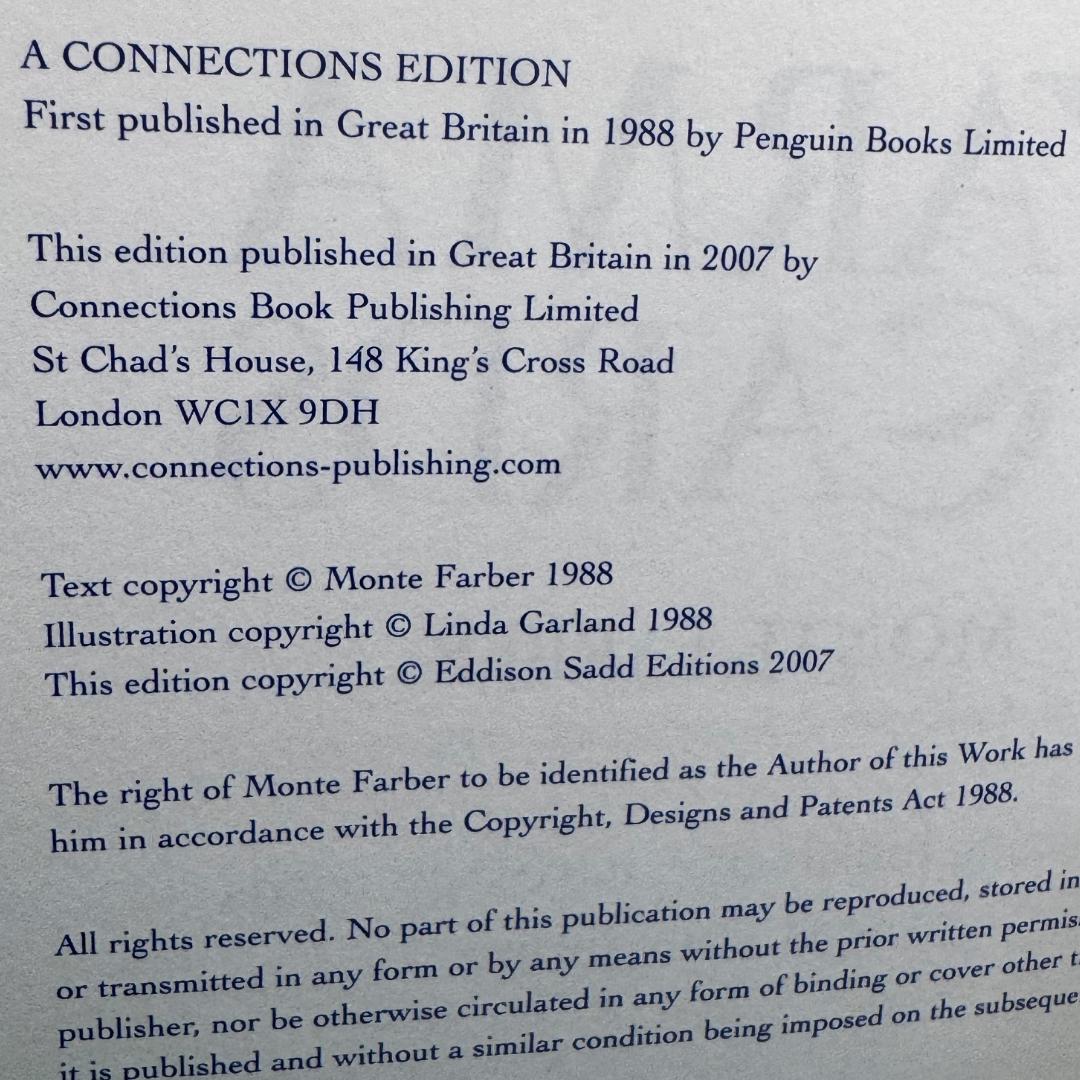 A CONNECTIONS EDITION
First published in Great Britain in 1988 by Penguin Books Limited
This edition published in Great Britain in 2007 by
Connections Book Publishing Limited
St Chad's House, 148 King's Cross Road
London WC1X 9DH
www.connections-publishing.com
Text copyright © Monte Farber 1988
Illustration copyright © Linda Garland 1988
This edition copyright © Eddison Sadd Editions 2007
The right of Monte Farber to be identified as the Author of this Work has
him in accordance with the Copyright, Designs and Patents Act 1988.
All rights reserved. No part of this publication may be reproduced, stored in
or transmitted in any form or by any means without the prior written permis
publisher, nor be otherwise circulated in any form of binding or cover other t
it is published and without a similar condition being imposed on the subseque